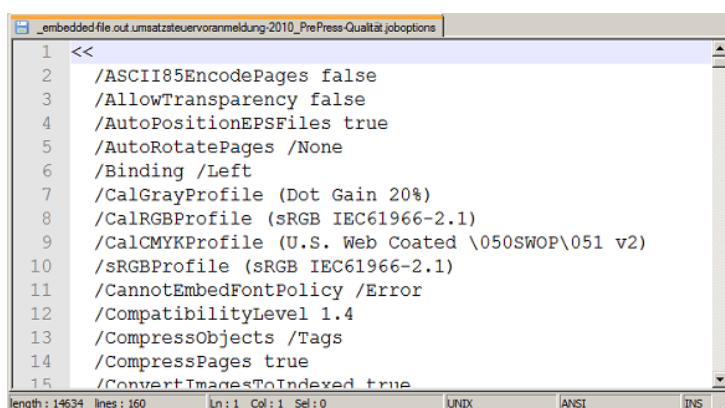 _embedded-file.out.umsatzsteuervoranmeldung-2010_PrePress-Qualität.joboptions
1 <<
2 /ASCII85EncodePages false
3 /AllowTransparency false
4 /AutoPositionEPSFiles true
5 /AutoRotatePages /None
6 /Binding /Left
7 /CalGrayProfile (Dot Gain 20%)
8 /CalRGBProfile (sRGB IEC61966-2.1)
9 /CalCMYKProfile (U.S. Web Coated \050SWOP\051 v2)
10 /sRGBProfile (sRGB IEC61966-2.1)
11 /CannotEmbedFontPolicy /Error
12 /CompatibilityLevel 1.4
13 /CompressObjects /Tags
14 /CompressPages true
15 /ConvertImagesToIndexed true
length : 14634 lines : 160 Ln : 1 Col : 1 Sel : 0 UNIX ANSI INS